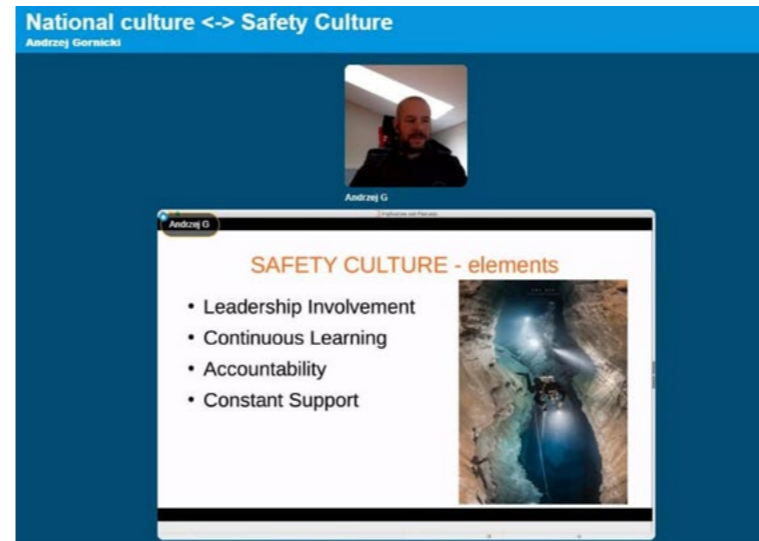 National culture <-> Safety Culture
Andrzej Gornicki
Andrzej G
Andrzej G
SAFETY CULTURE - elements
• Leadership Involvement
• Continuous Learning
• Accountability
• Constant Support